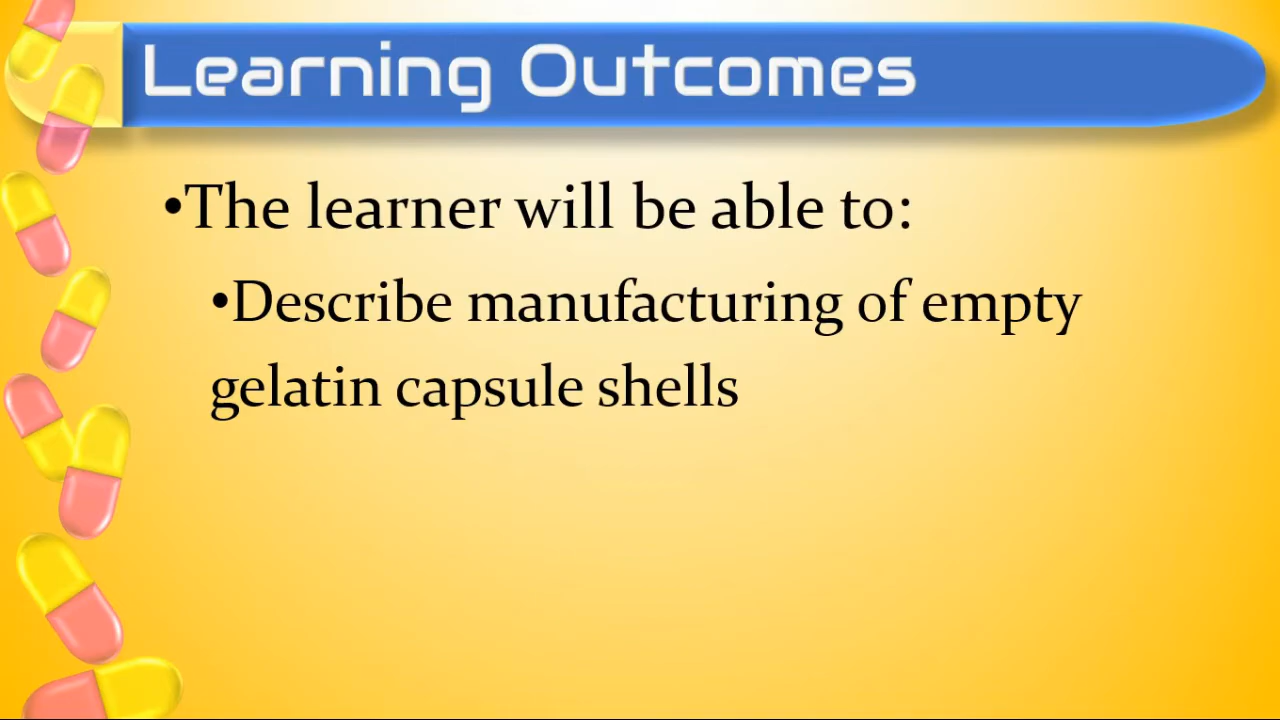 Learning Outcomes
•The learner will be able to:
•Describe manufacturing of empty
gelatin capsule shells